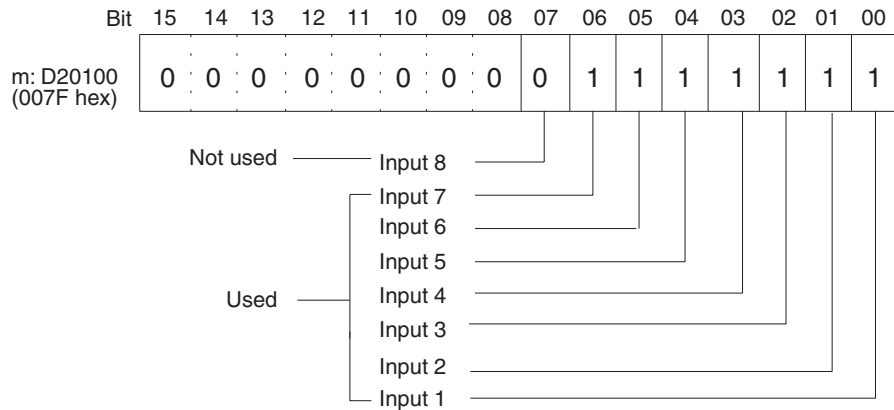 Bit 15 14 13 12 11 10 09 08 07 06 05 04 03 02 01 00
m: D20100 0 0 0 0 0 0 0 0 0 1 1 1 1 1 1 1
(007F hex)
Not used Input 8
Input 7
Input 6
Input 5
Used Input 4
Input 3
Input 2
Input 1